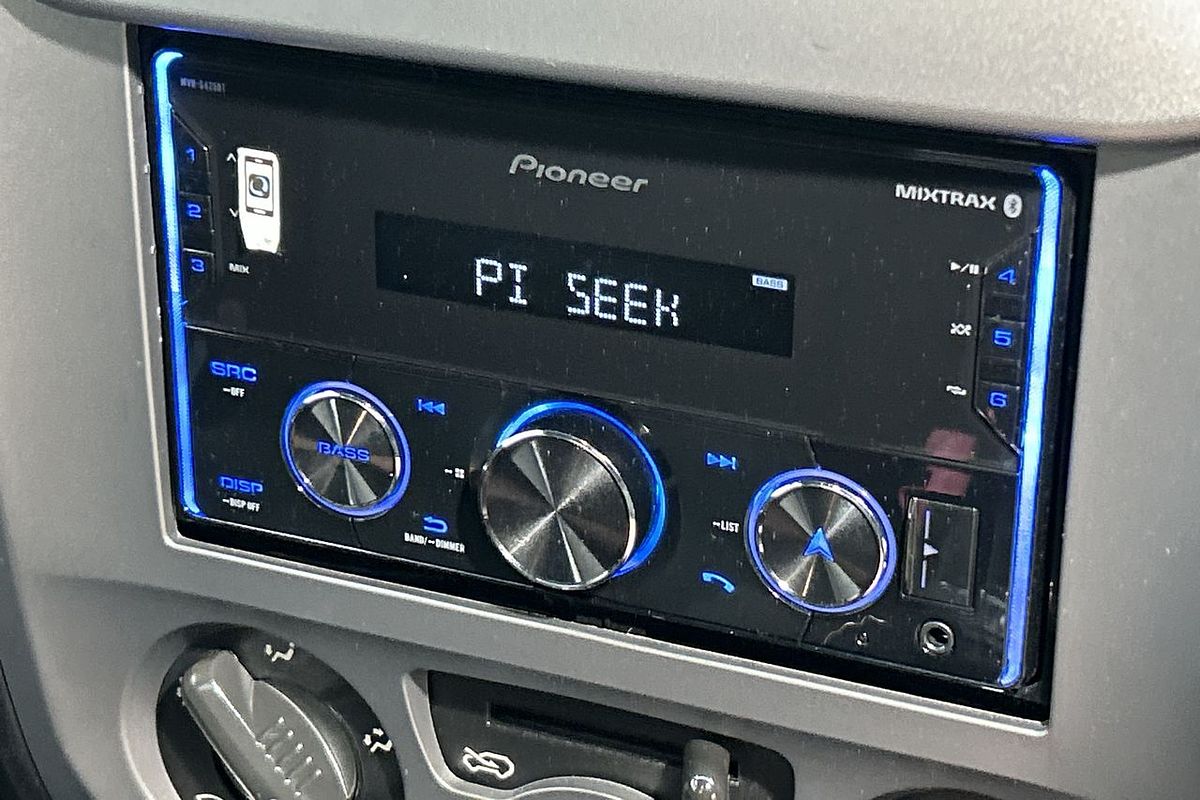 Pioneer
MIXTRAX
1
2
3
MIX
PI SEEK
BASS
4
5
6
SRC
OFF
BASS
DISP
DISP OFF
BAND/ DIMMER
LIST